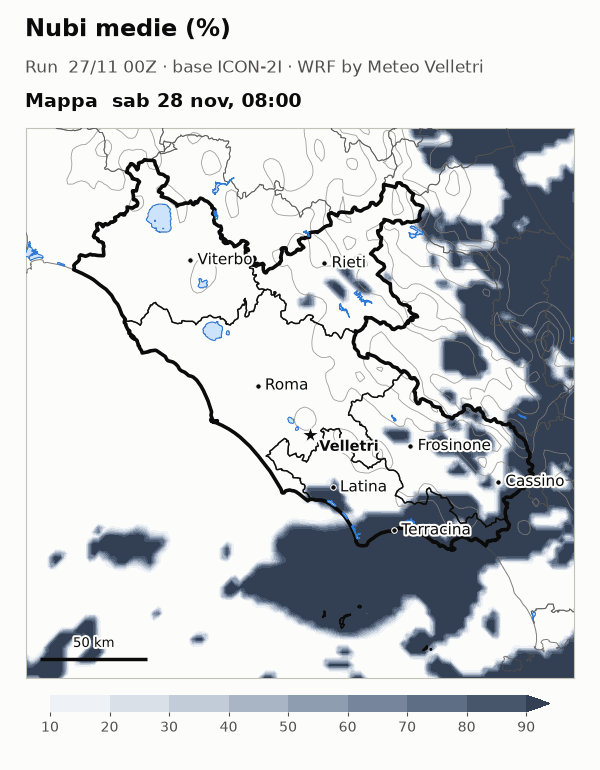 Nubi medie (%)
Run 27/11 00Z · base ICON-2I · WRF by Meteo Velletri
Mappa sab 28 nov, 08:00
Viterbo
Rieti
Roma
Velletri
Frosinone
Latina
Cassino
Terracina
50 km
10 20 30 40 50 60 70 80 90